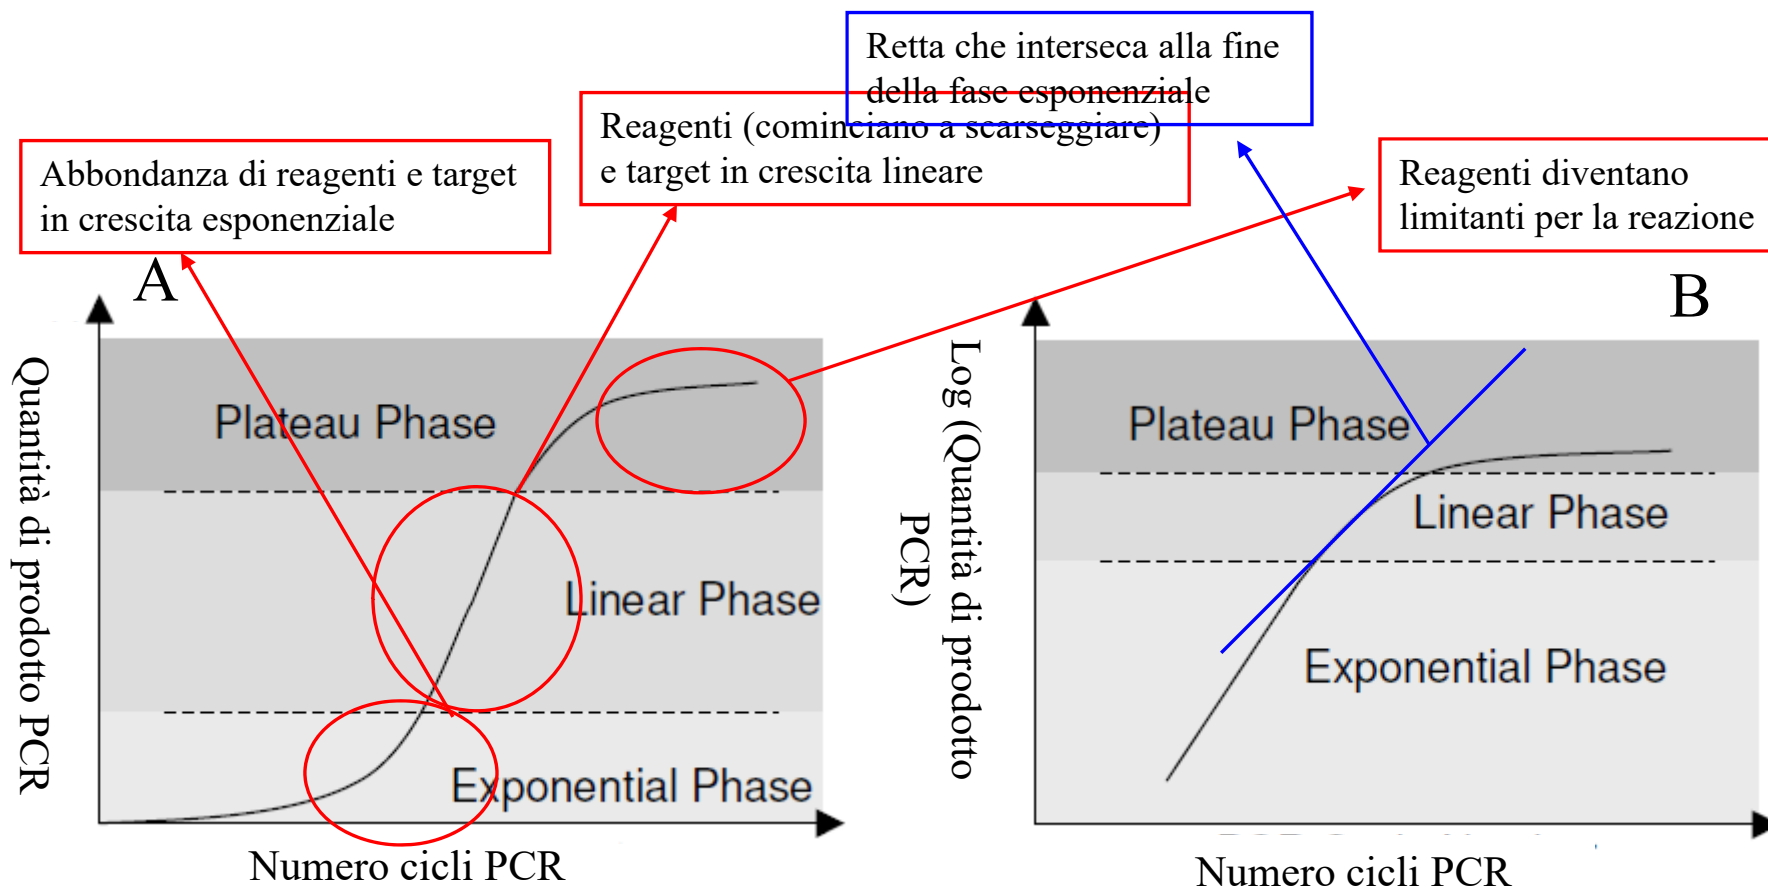 Retta che interseca alla fine
della fase esponenziale
Reagenti (cominciano a scarseggiare)
e target in crescita lineare
Abbondanza di reagenti e target
in crescita esponenziale
Reagenti diventano
limitanti per la reazione
A
B
Quantità di prodotto PCR
Plateau Phase
Linear Phase
Exponential Phase
Numero cicli PCR
Log (Quantità di prodotto
PCR)
Plateau Phase
Linear Phase
Exponential Phase
Numero cicli PCR